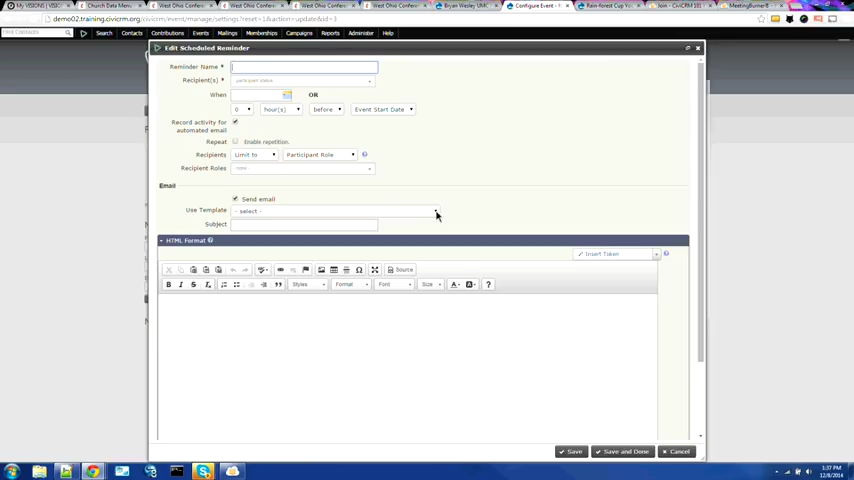 My VISIONS |
Church Data Menu
West Ohio Confere
West Ohio Confere
West Ohio Confere
West Ohio Confere
Bryan Wesley UMC
Configure Event -
Rain-forest Cup Yo
Join - CiviCRM
MeetingBurner
demo02.training.civicrm.org/civicrm/event/manage/settings?reset=1&action=update&id=3
Find Contacts
Search Contacts Contributions Events Mailings Memberships Campaigns Reports Administer Help
Edit Scheduled Reminder
Reminder Name *
Recipient(s) * participant status
When OR
0 hour(s) before Event Start Date
Record activity for
automated email
Repeat Enable repetition.
Recipients Limit to Participant Role
Recipient Roles - none -
Email
Send email
Use Template - select -
Subject
HTML Format
Insert Token
Source
B I S Ix Styles Format Font Size A A ?
Save Save and Done Cancel
1:37 PM
12/8/2014